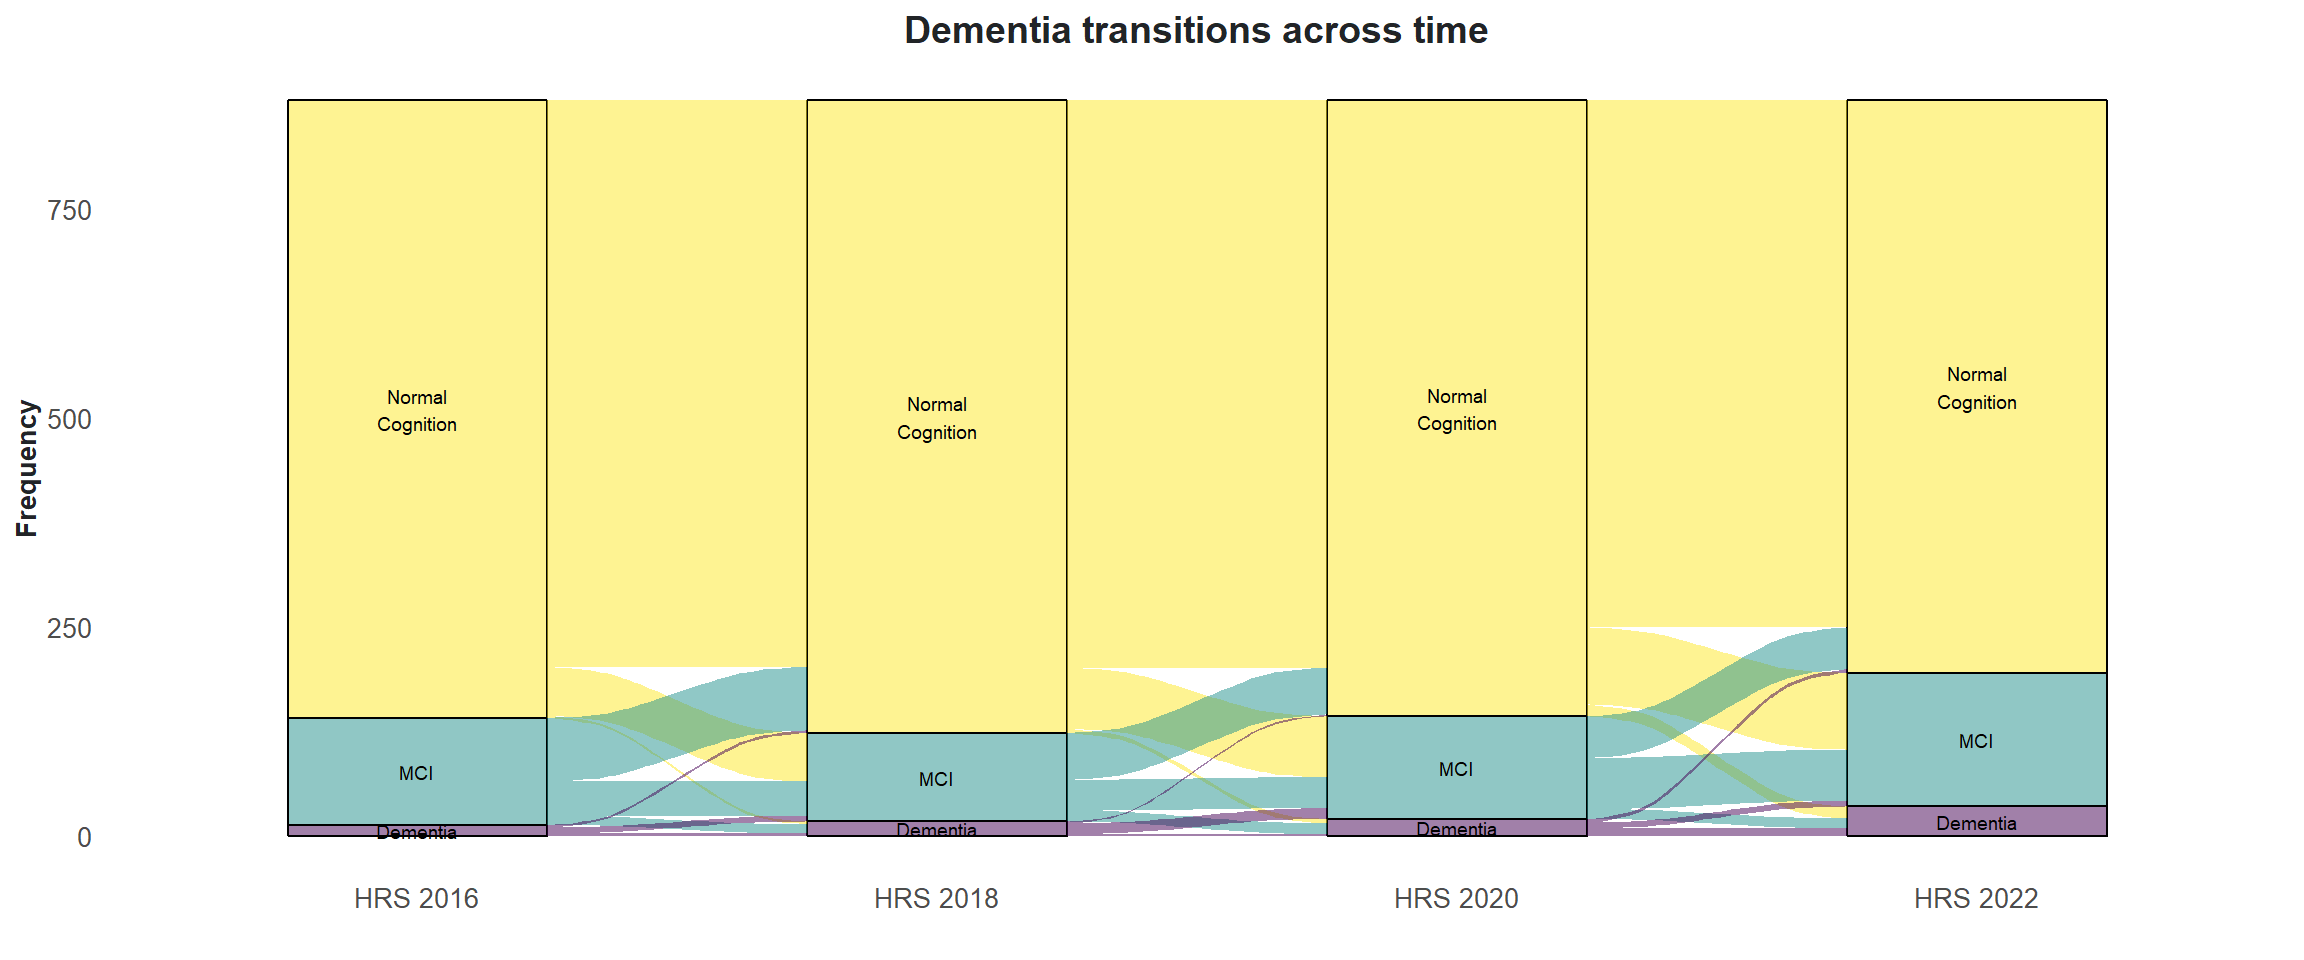 Dementia transitions across time
Frequency
750
500
250
0
Normal
Cognition
MCI
Dementia
Normal
Cognition
MCI
Dementia
Normal
Cognition
MCI
Dementia
Normal
Cognition
MCI
Dementia
HRS 2016
HRS 2018
HRS 2020
HRS 2022